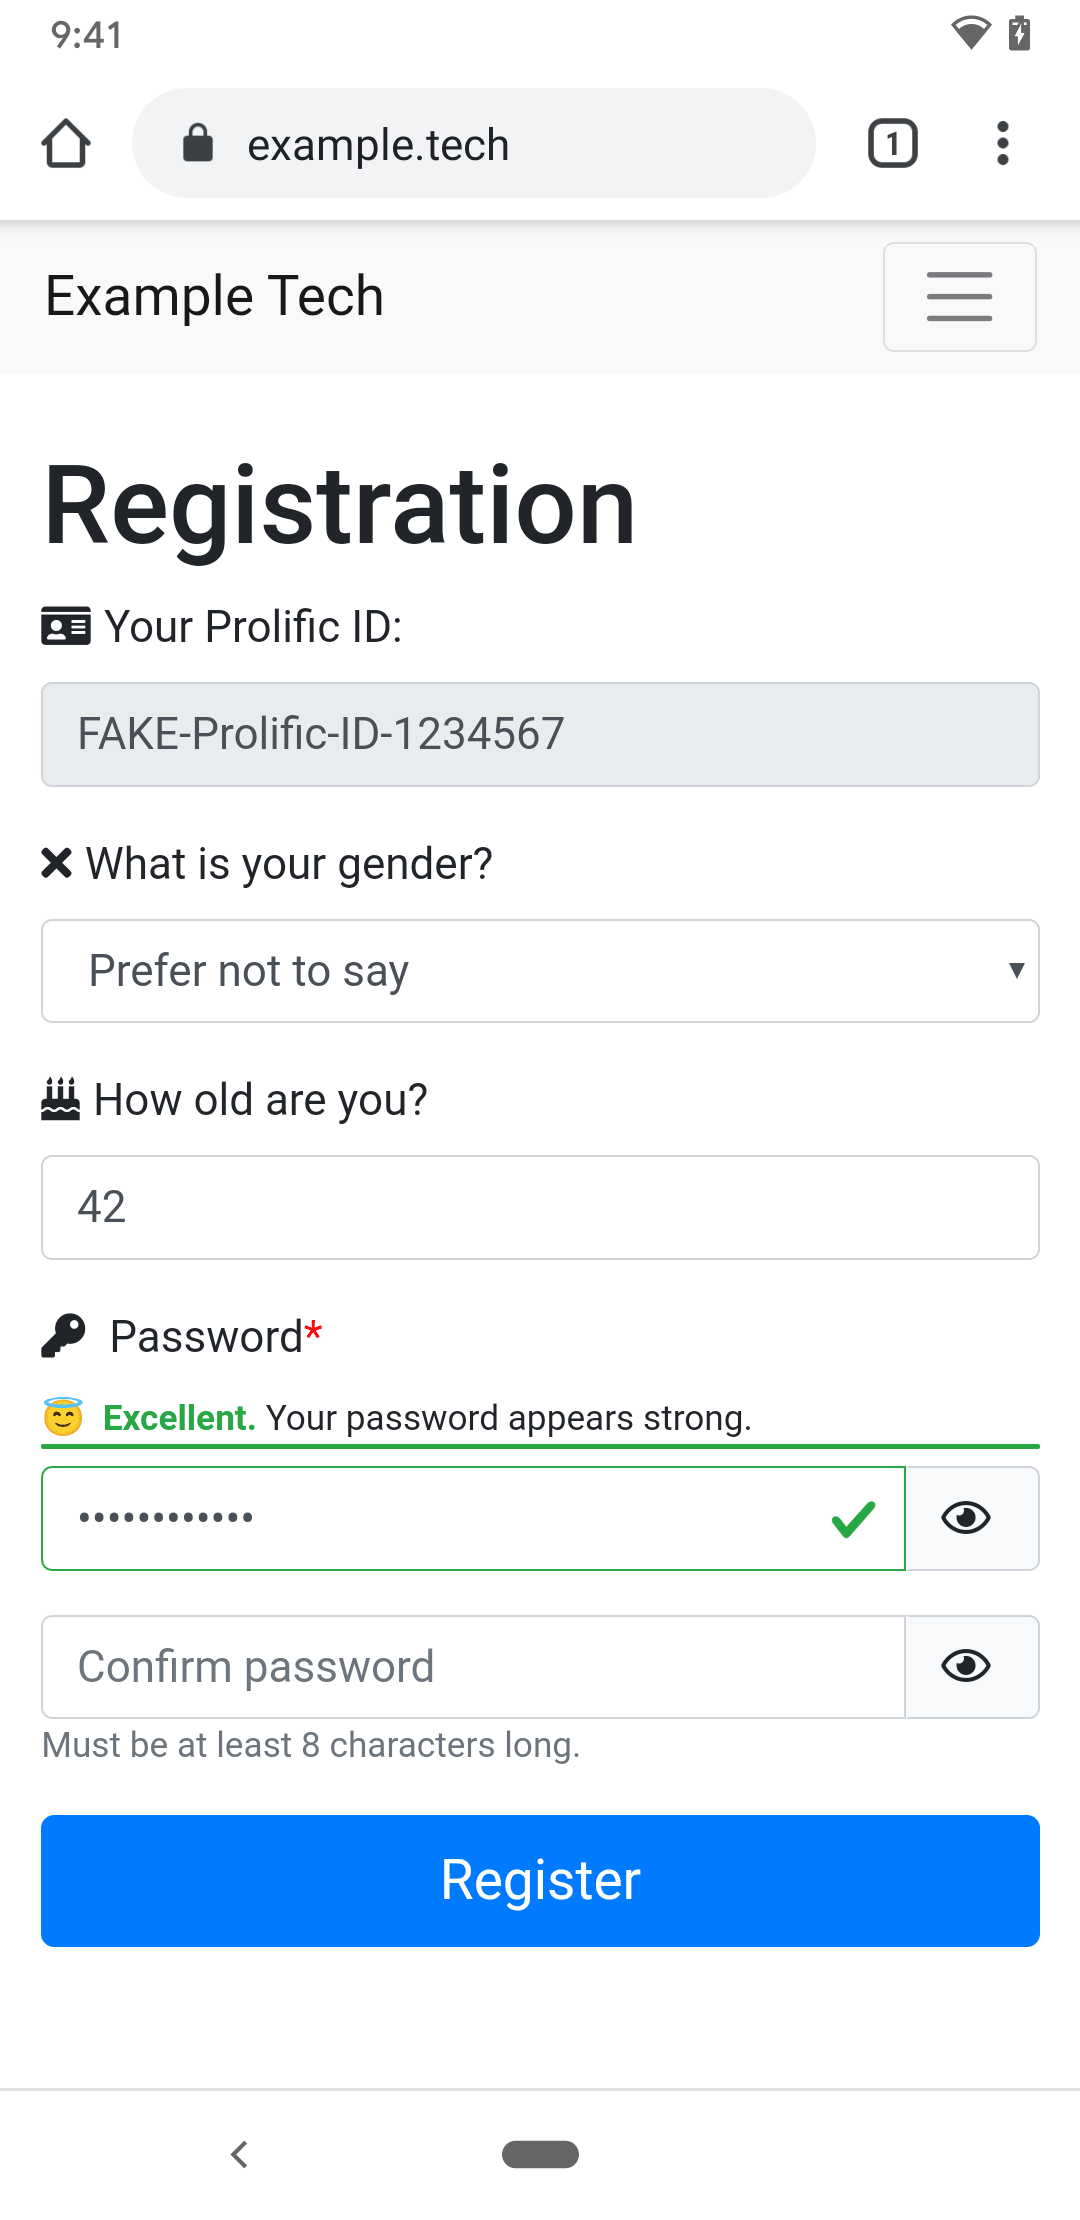 9:41
example.tech
1
Example Tech
Registration
Your Prolific ID:
FAKE-Prolific-ID-1234567
What is your gender?
Prefer not to say
How old are you?
42
Password*
Excellent. Your password appears strong.
••••••••••••
Confirm password
Must be at least 8 characters long.
Register